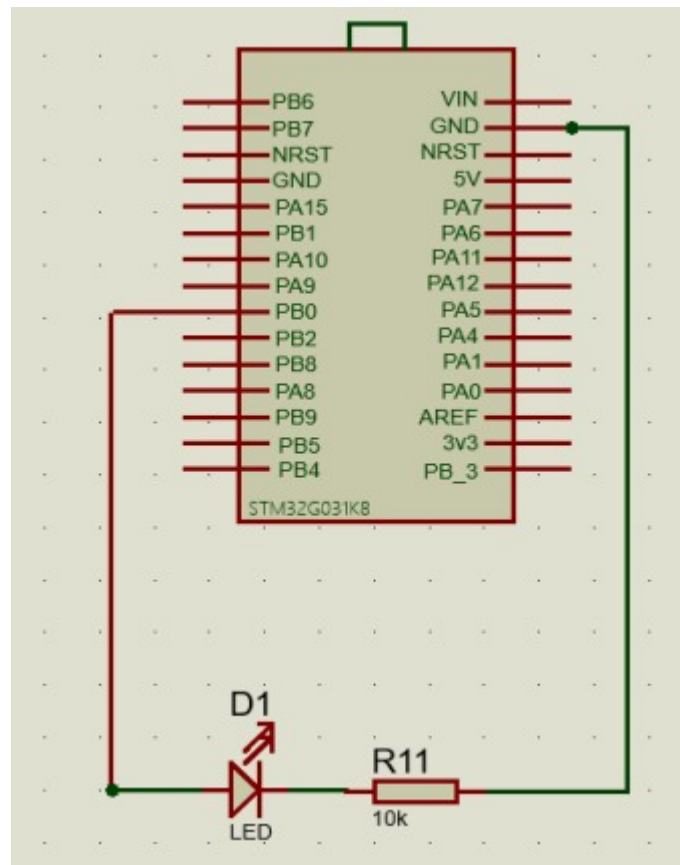 PB6 VIN
PB7 GND
NRST NRST
GND 5V
PA15 PA7
PB1 PA6
PA10 PA11
PA9 PA12
PB0 PA5
PB2 PA4
PB8 PA1
PA8 PA0
PB9 AREF
PB5 3v3
PB4 PB_3
STM32G031K8
D1
R11
LED
10k